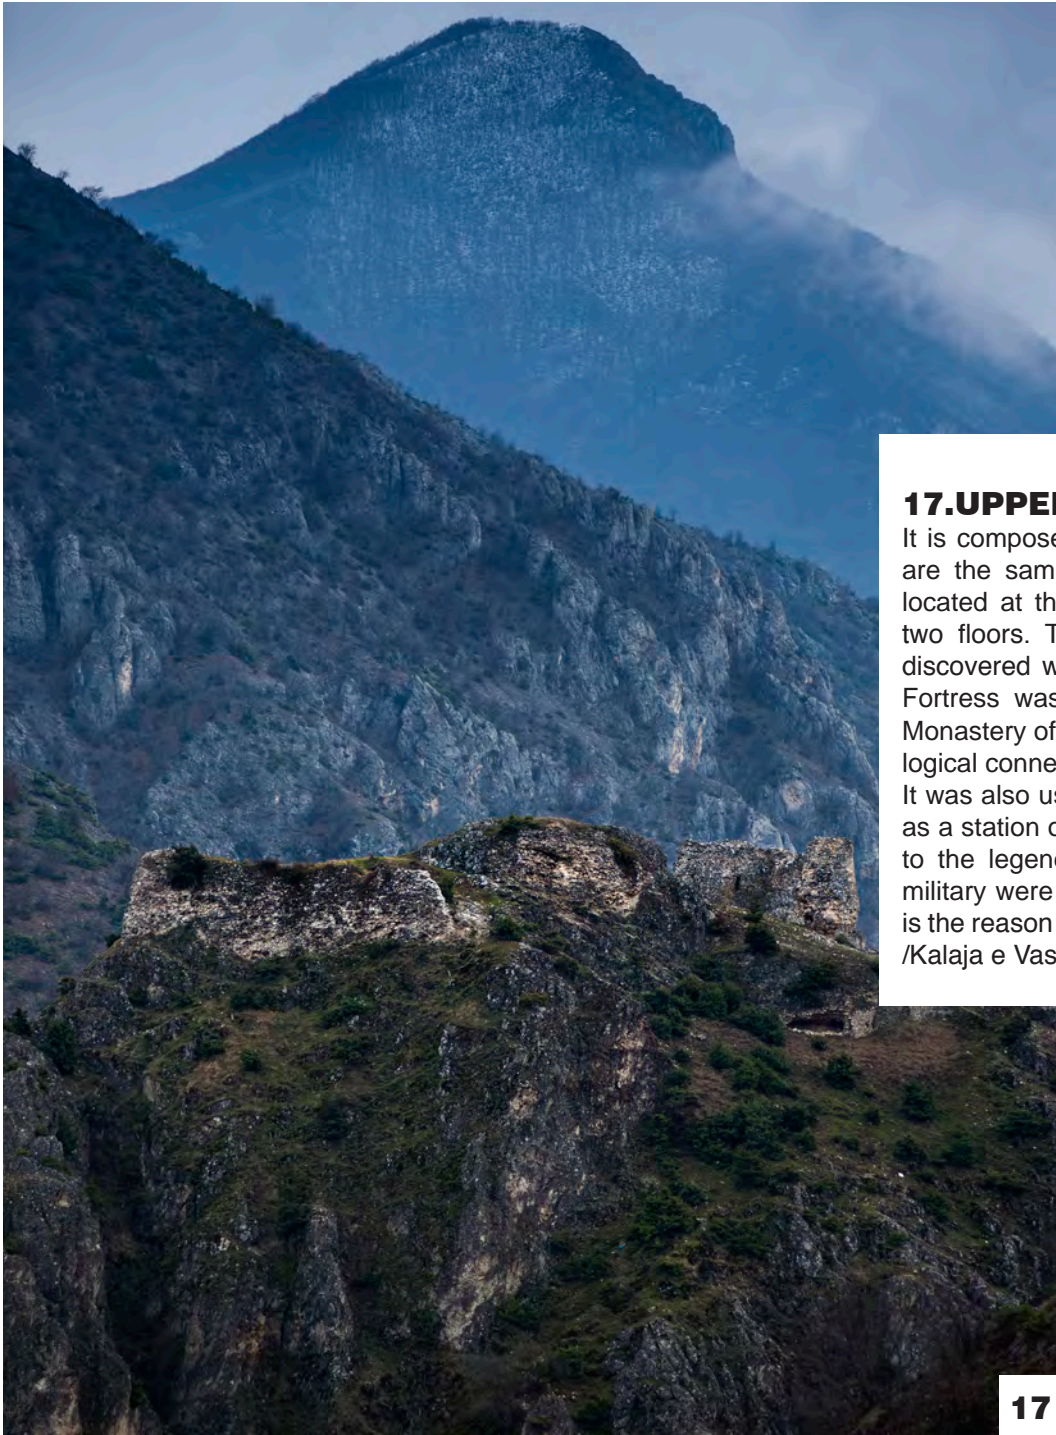 17.UPPE
It is compose
are the sam
located at th
two floors. T
discovered w
Fortress was
Monastery of
logical conne
It was also us
as a station o
to the legend
military were
is the reason
/Kalaja e Vas
17